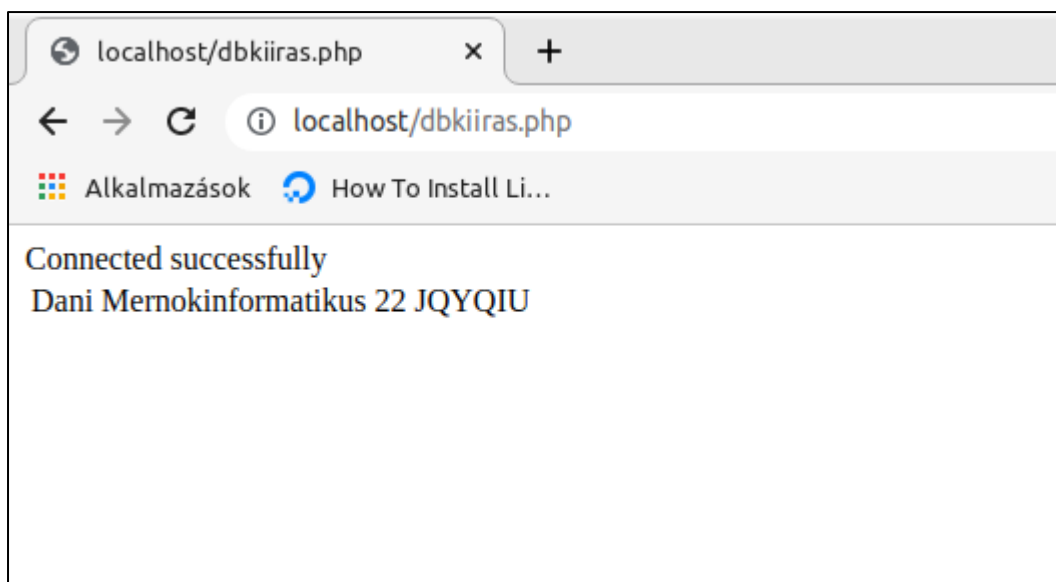 localhost/dbkiiras.php
localhost/dbkiiras.php
Alkalmazások How To Install Li...
Connected successfully
Dani Mernokinformatikus 22 JQYQIU